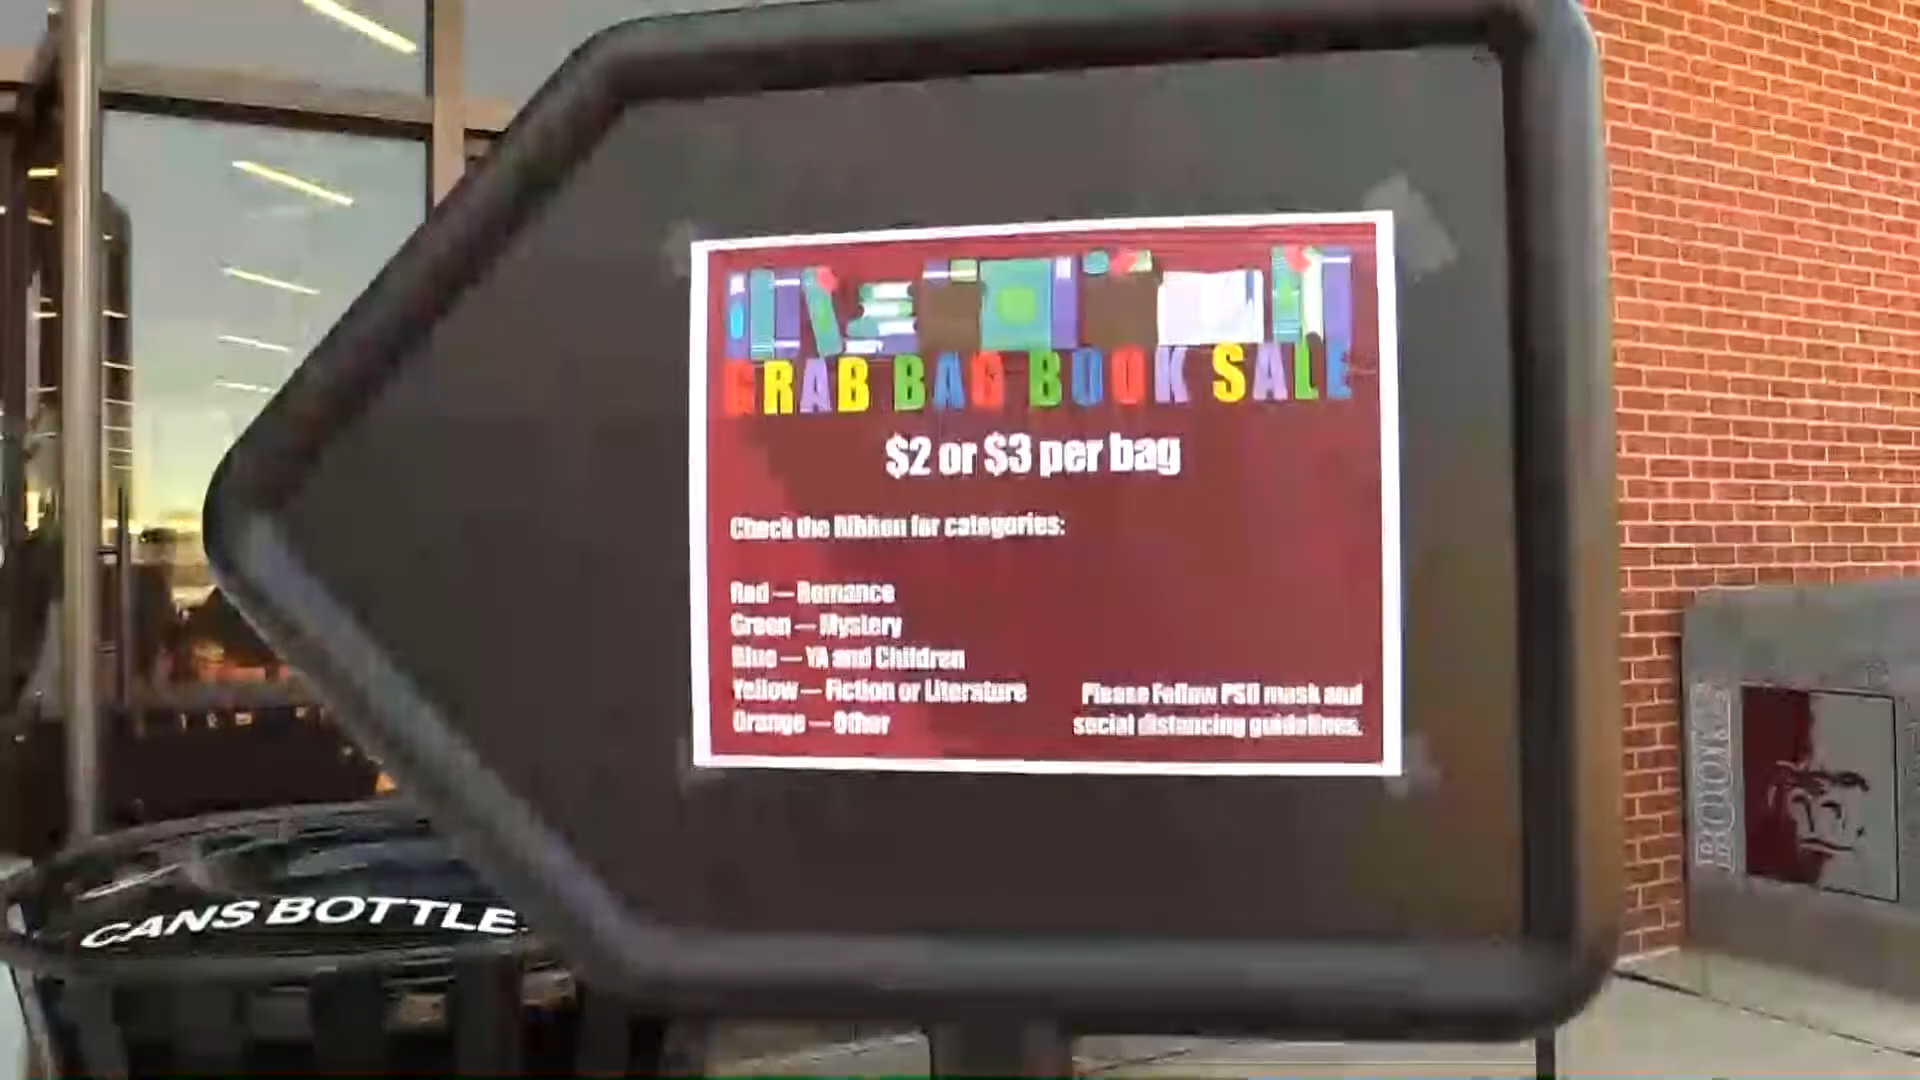 GRAB BAG BOOK SALE
$2 or $3 per bag
Check the Ribbon for categories:
Red — Romance
Green — Mystery
Blue — YA and Children
Yellow — Fiction or Literature
Orange — Other
Please Follow PSU mask and
social distancing guidelines.
CANS BOTTLE